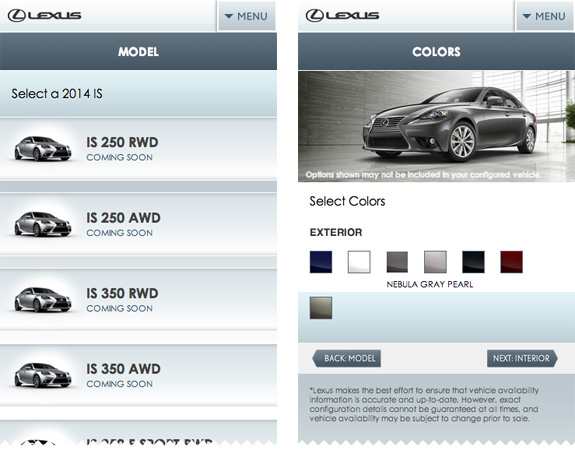 LEXUS
MENU
MODEL
Select a 2014 IS
IS 250 RWD
COMING SOON
IS 250 AWD
COMING SOON
IS 350 RWD
COMING SOON
IS 350 AWD
COMING SOON
LEXUS
MENU
COLORS
Options shown may not be included in your configured vehicle.
Select Colors
EXTERIOR
NEBULA GRAY PEARL
BACK: MODEL
NEXT: INTERIOR
*Lexus makes the best effort to ensure that vehicle availability
information is accurate and up-to-date. However, exact
configuration details cannot be guaranteed at all times, and
vehicle availability may be subject to change prior to sale.